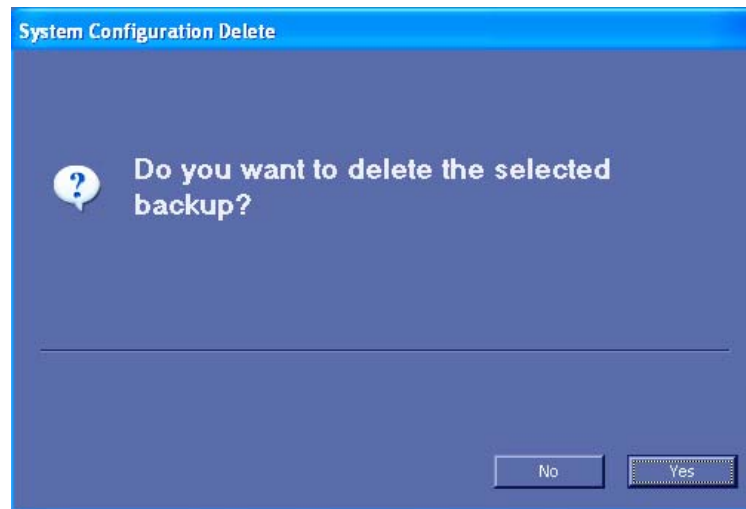 System Configuration Delete
?
Do you want to delete the selected
backup?
No
Yes